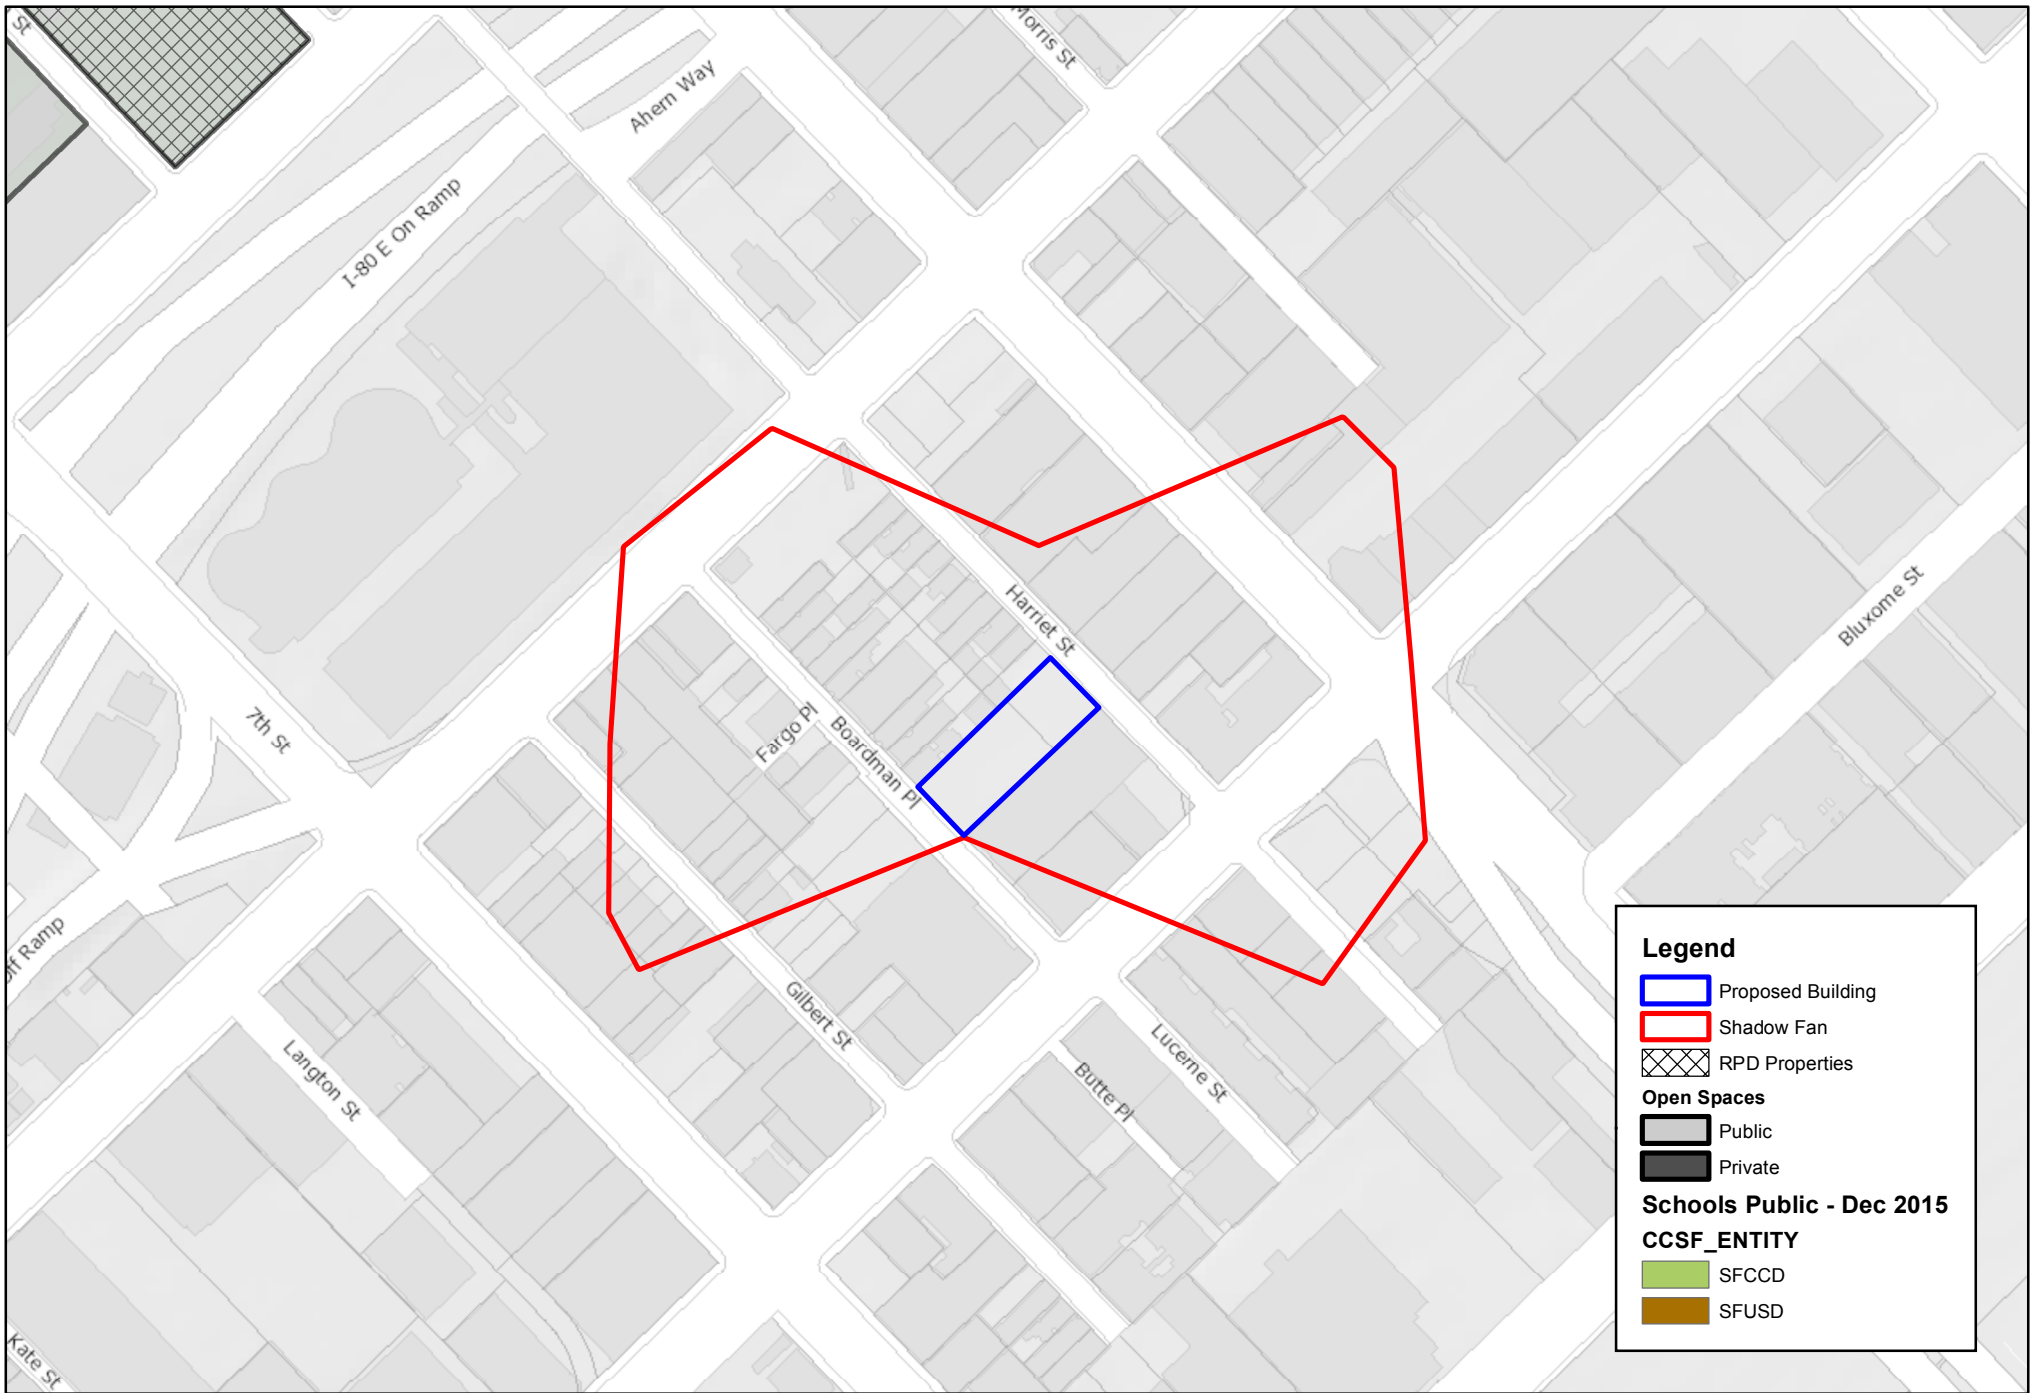 St
Morris St
Ahern Way
I-80 E On Ramp
Harriet St
Bluxome St
7th St
Fargo Pl
Boardman Pl
Off Ramp
Gilbert St
Langton St
Lucerne St
Butte Pl
Kate St
Legend
Proposed Building
Shadow Fan
RPD Properties
Open Spaces
Public
Private
Schools Public - Dec 2015
CCSF_ENTITY
SFCCD
SFUSD